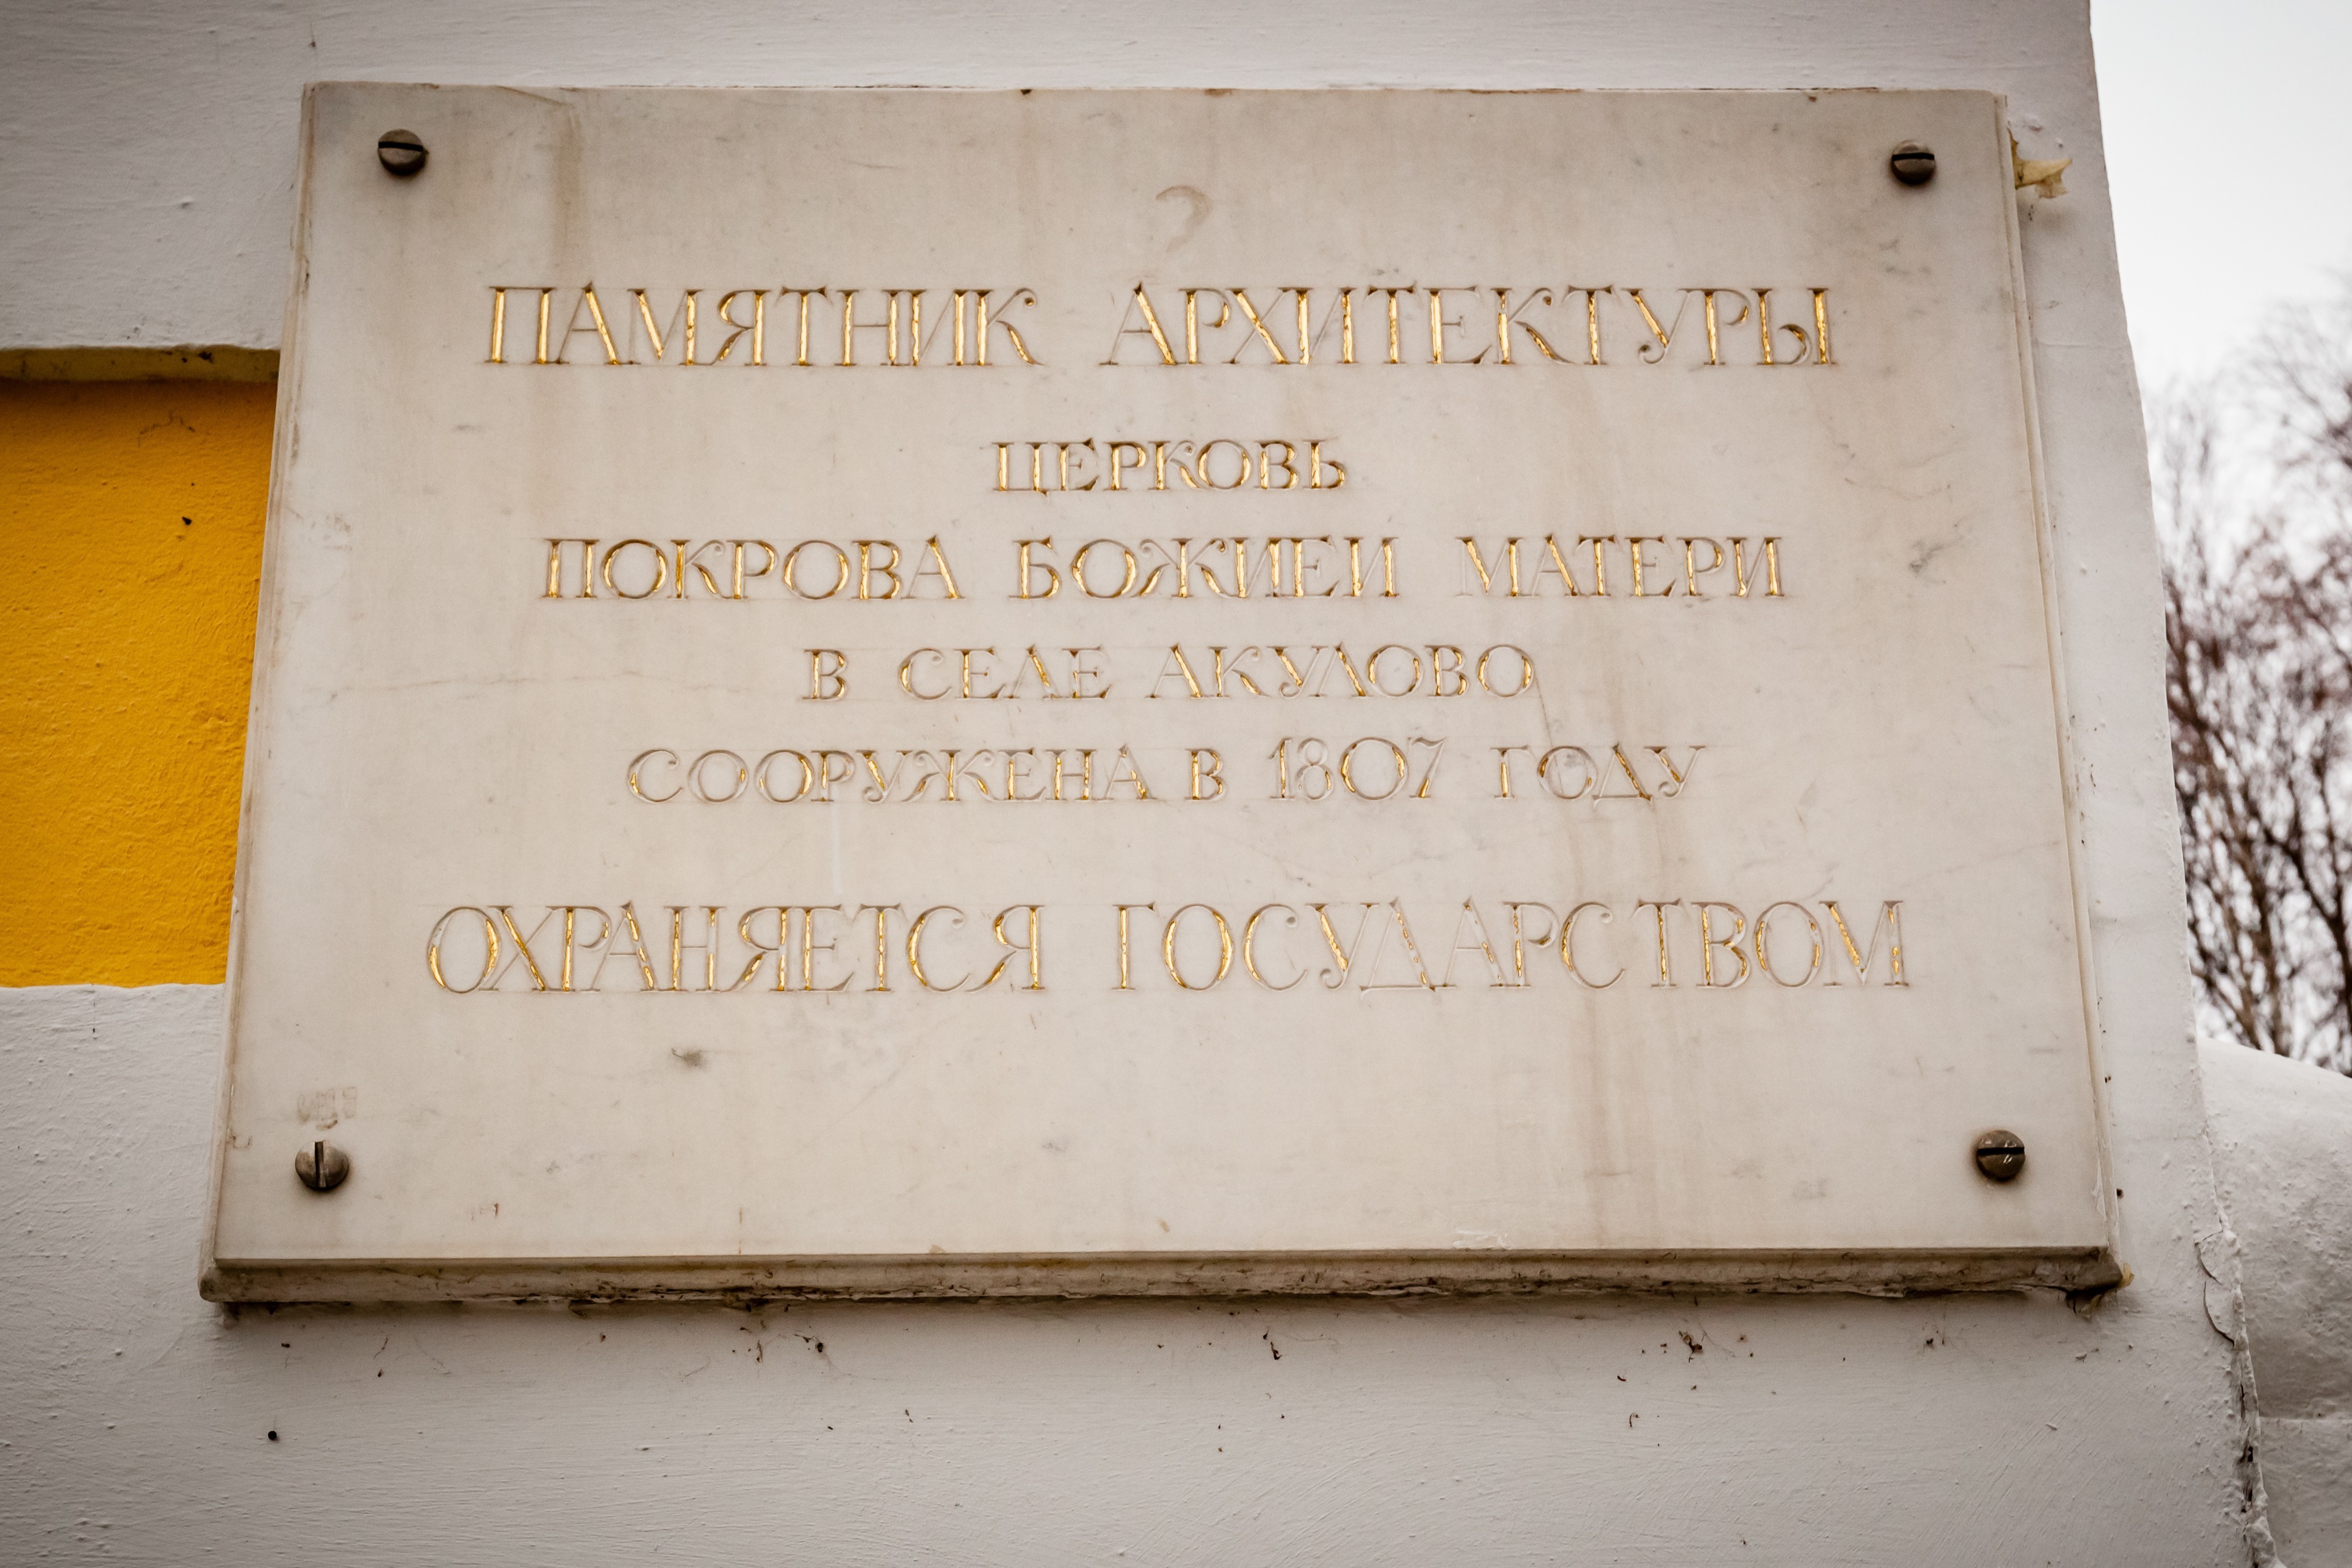 ПАМЯТНИК АРХИТЕКТУРЫ
ЦЕРКОВЬ
ПОКРОВА БОЖИЕИ МАТЕРИ
В СЕЛЕ АКУЛОВО
СООРУЖЕНА В 1807 ГОДУ
ОХРАНЯЕТСЯ ГОСУДАРСТВОМ